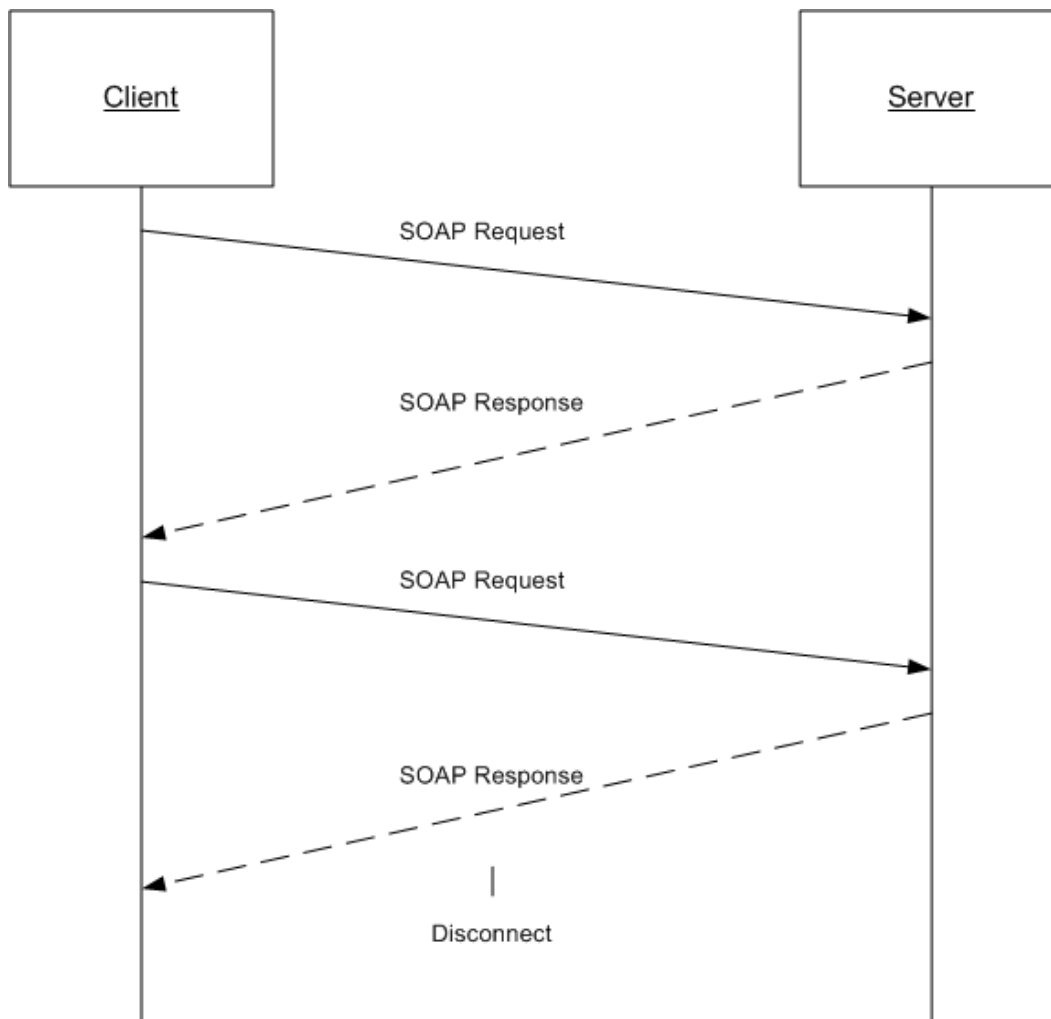 Client
Server
SOAP Request
SOAP Response
SOAP Request
SOAP Response
Disconnect